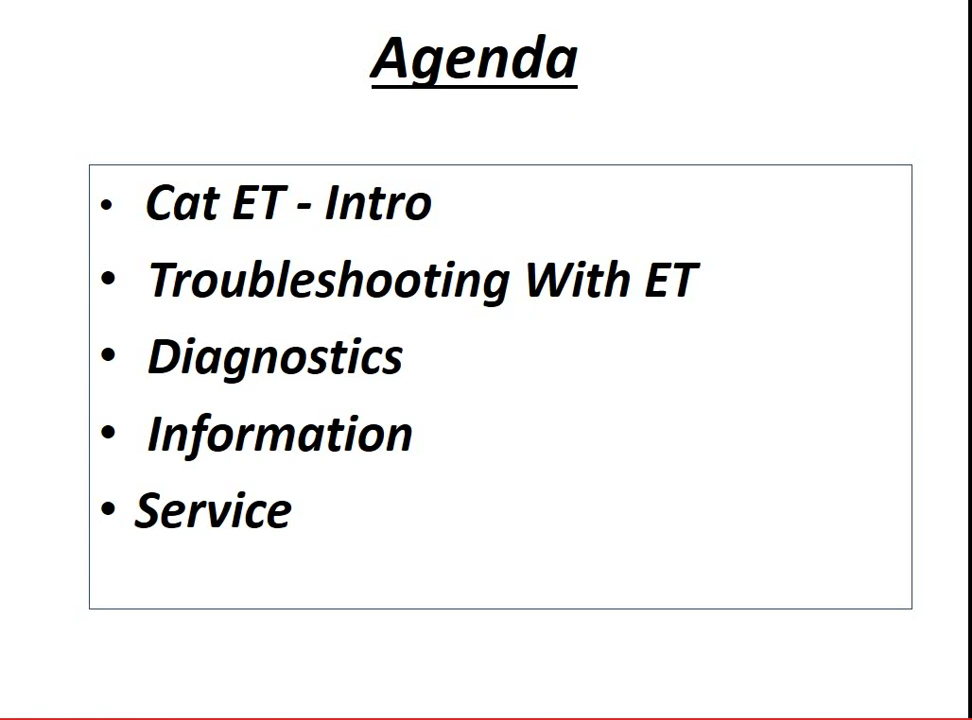 Agenda
• Cat ET - Intro
• Troubleshooting With ET
• Diagnostics
• Information
• Service